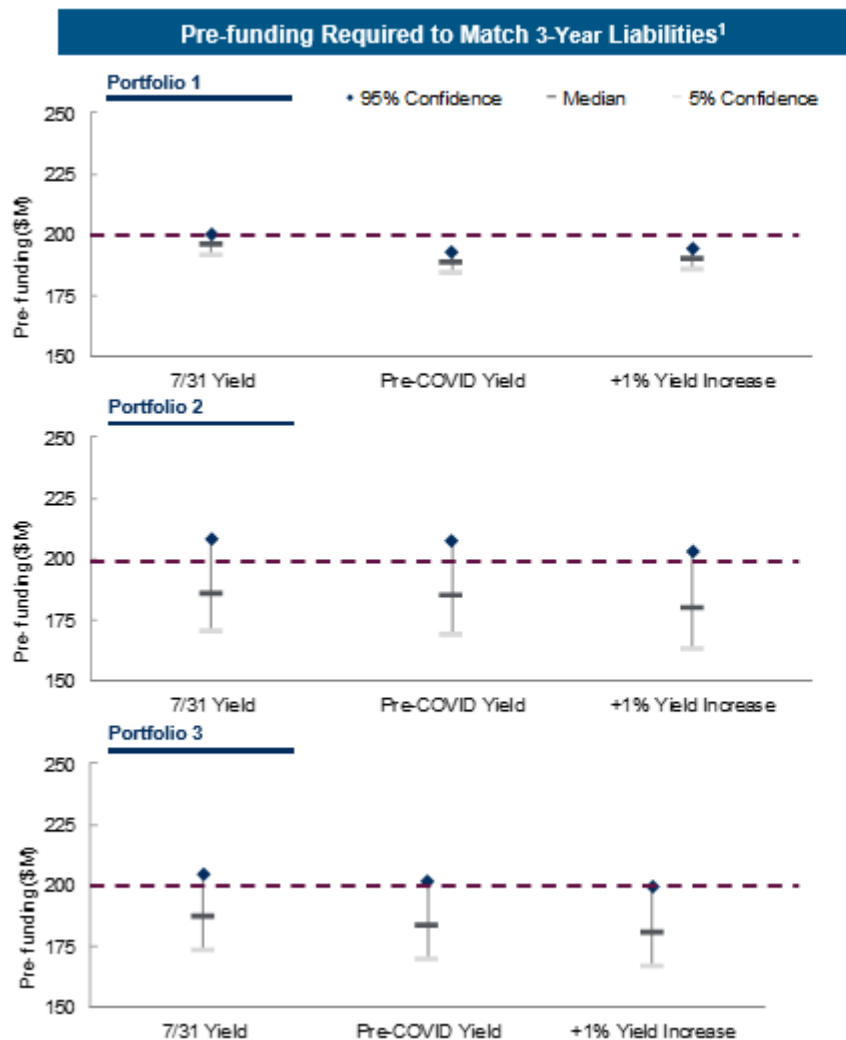 Pre-funding Required to Match 3-Year Liabilities¹
Portfolio 1
◆ 95% Confidence – Median – 5% Confidence
250
225
200
175
150
Pre-funding($M)
7/31 Yield Pre-COVID Yield +1% Yield Increase
Portfolio 2
250
225
200
175
150
Pre-funding($M)
7/31 Yield Pre-COVID Yield +1% Yield Increase
Portfolio 3
250
225
200
175
150
Pre-funding($M)
7/31 Yield Pre-COVID Yield +1% Yield Increase